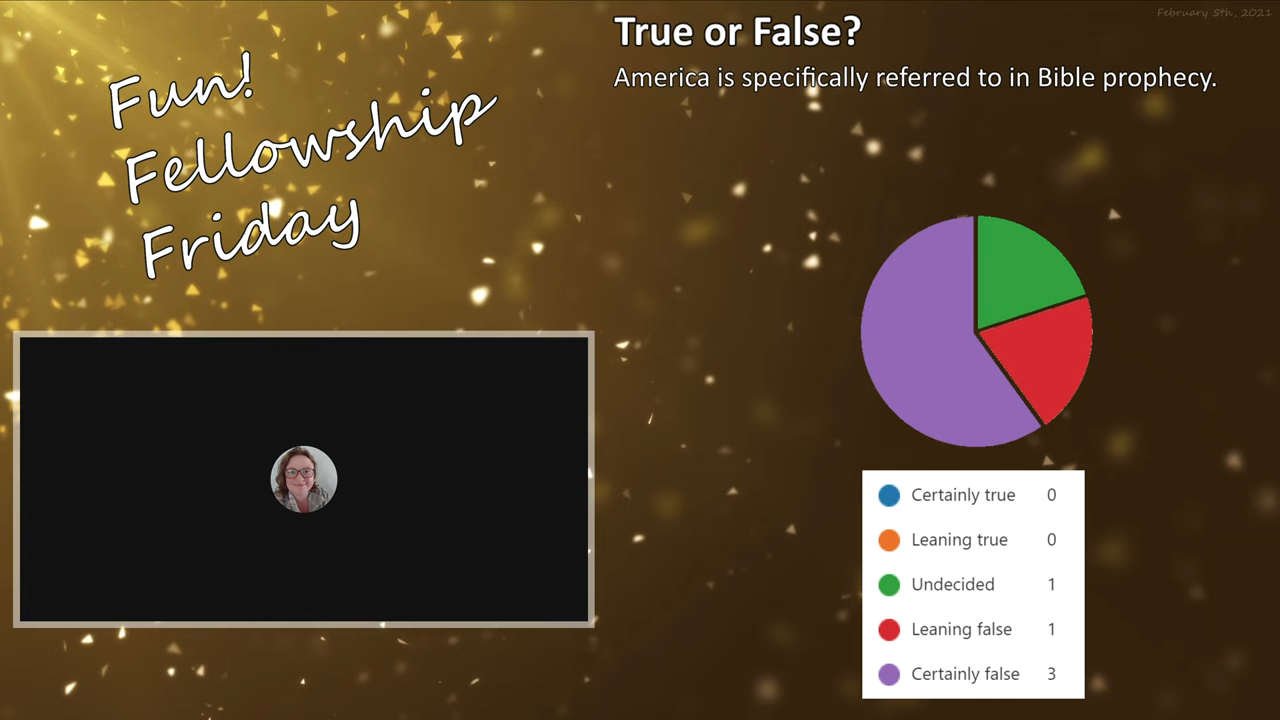 February 5th, 2021
True or False?
America is specifically referred to in Bible prophecy.
Fun!
Fellowship
Friday
Certainly true 0
Leaning true 0
Undecided 1
Leaning false 1
Certainly false 3